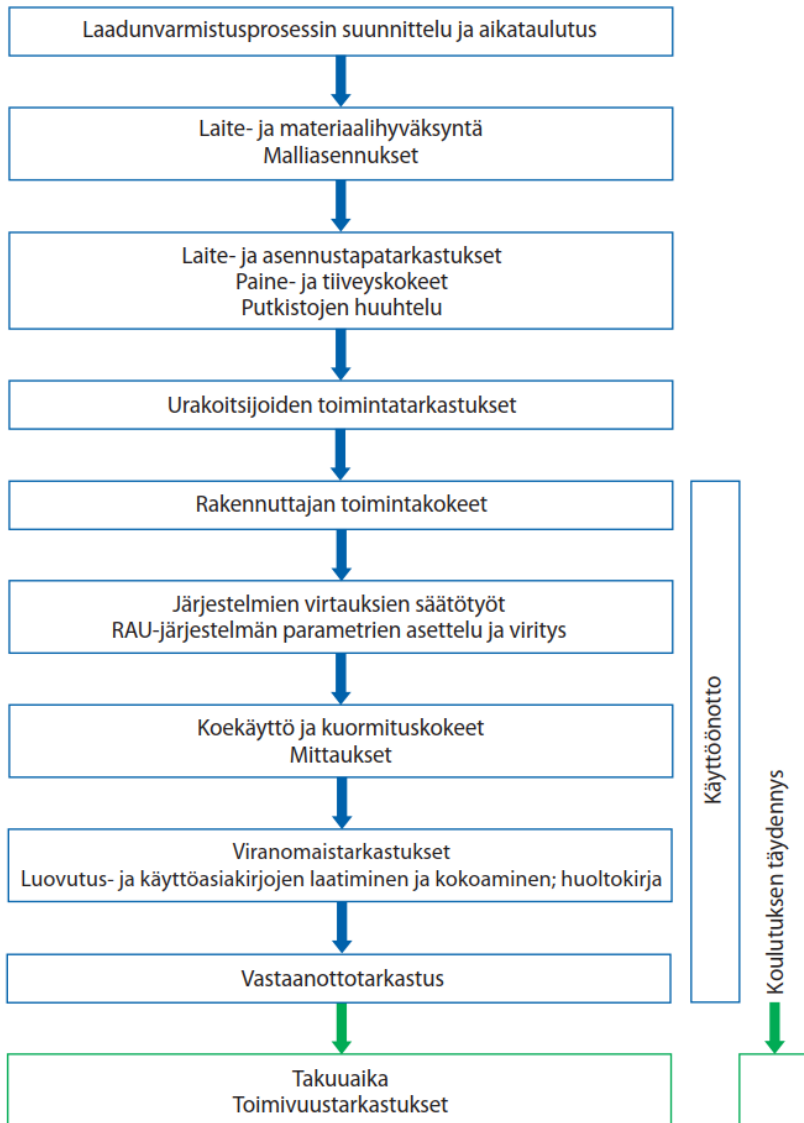 Laadunvarmistusprosessin suunnittelu ja aikataulutus
Laite- ja materiaalihyväksyntä
Malliasennukset
Laite- ja asennustapatarkastukset
Paine- ja tiiveyskokeet
Putkistojen huuhtelu
Urakoitsijoiden toimintatarkastukset
Rakennuttajan toimintakokeet
Järjestelmien virtauksien säätötyöt
RAU-järjestelmän parametrien asettelu ja viritys
Koekäyttö ja kuormituskokeet
Mittaukset
Viranomaistarkastukset
Luovutus- ja käyttöasiakirjojen laatiminen ja kokoaminen; huoltokirja
Vastaanottotarkastus
Käyttöönotto
Koulutuksen täydennys
Takuuaika
Toimivuustarkastukset